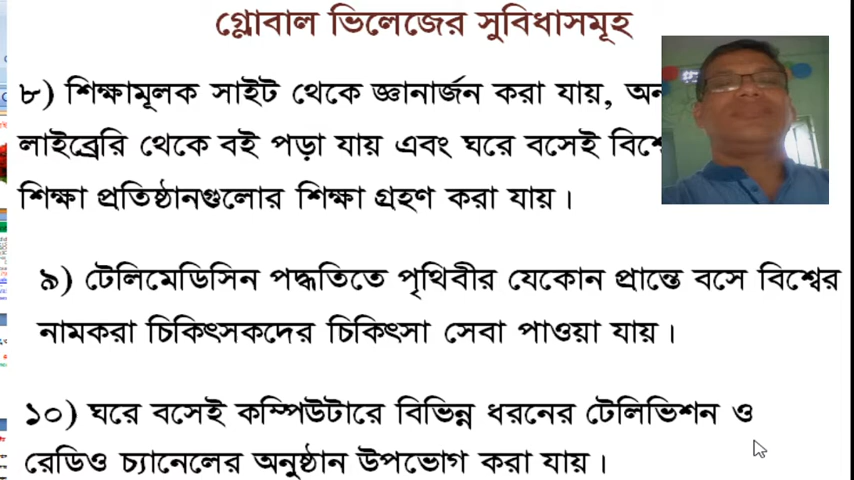 গ্লোবাল ভিলেজের সুবিধাসমূহ
৮) শিক্ষামূলক সাইট থেকে জ্ঞানার্জন করা যায়,
লাইব্রেরি থেকে বই পড়া যায় এবং ঘরে বসেই
শিক্ষা প্রতিষ্ঠানগুলোর শিক্ষা গ্রহণ করা যায়।
৯) টেলিমেডিসিন পদ্ধতিতে পৃথিবীর যেকোন প্রান্তে বসে বিশ্বের
নামকরা চিকিৎসকদের চিকিৎসা সেবা পাওয়া যায়।
১০) ঘরে বসেই কম্পিউটারে বিভিন্ন ধরনের টেলিভিশন ও
রেডিও চ্যানেলের অনুষ্ঠান উপভোগ করা যায়।